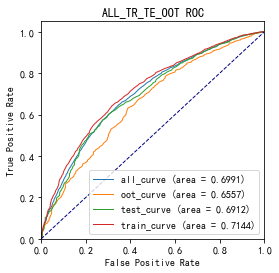 ALL_TR_TE_OOT ROC
1.0
0.8
0.6
0.4
0.2
0.0
True Positive Rate
all_curve (area = 0.6991)
oot_curve (area = 0.6557)
test_curve (area = 0.6912)
train_curve (area = 0.7144)
0.0 0.2 0.4 0.6 0.8 1.0
False Positive Rate